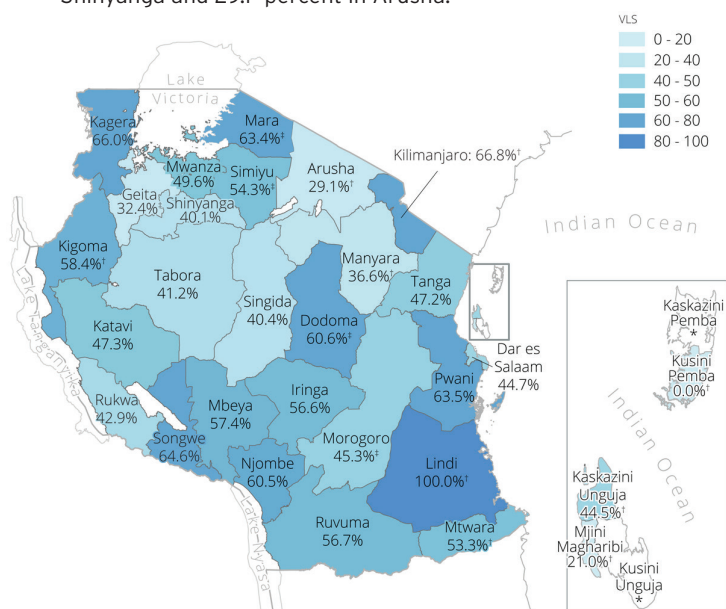 Shinyanga and 29.1 percent in Arusha.
VLS
0 - 20
20 - 40
40 - 50
50 - 60
60 - 80
80 - 100
Lake
Victoria
Kagera
66.0%
Mara
63.4%‡
Kilimanjaro: 66.8%†
Mwanza
49.6%
Simiyu
54.3%‡
Arusha
29.1%†
Geita
32.4%‡
Shinyanga
40.1%
Indian Ocean
Kigoma
58.4%†
Tabora
41.2%
Singida
40.4%
Manyara
36.6%‡
Tanga
47.2%
Lake Tanganyika
Katavi
47.3%
Dodoma
60.6%‡
Dar es
Salaam
44.7%
Pwani
63.5%
Rukwa
42.9%
Mbeya
57.4%
Iringa
56.6%
Songwe
64.6%
Morogoro
45.3%‡
Njombe
60.5%
Lindi
100.0%†
Ruvuma
56.7%
Mtwara
53.3%‡
Lake Nyasa
Kaskazini
Pemba
*
Kusini
Pemba
0.0%†
Indian Ocean
Kaskazini
Unguja
44.5%†
Mjini
Magharibi
21.0%†
Kusini
Unguja
*